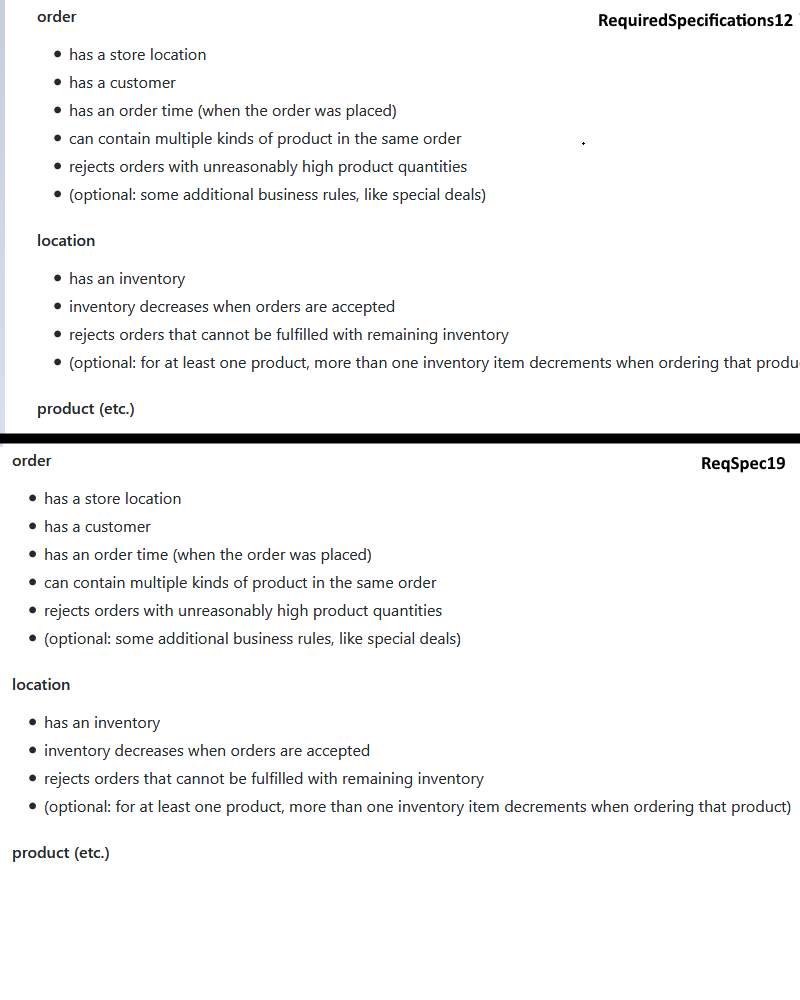 order
RequiredSpecifications12
• has a store location
• has a customer
• has an order time (when the order was placed)
• can contain multiple kinds of product in the same order
• rejects orders with unreasonably high product quantities
• (optional: some additional business rules, like special deals)
location
• has an inventory
• inventory decreases when orders are accepted
• rejects orders that cannot be fulfilled with remaining inventory
• (optional: for at least one product, more than one inventory item decrements when ordering that produ
product (etc.)
order
ReqSpec19
• has a store location
• has a customer
• has an order time (when the order was placed)
• can contain multiple kinds of product in the same order
• rejects orders with unreasonably high product quantities
• (optional: some additional business rules, like special deals)
location
• has an inventory
• inventory decreases when orders are accepted
• rejects orders that cannot be fulfilled with remaining inventory
• (optional: for at least one product, more than one inventory item decrements when ordering that product)
product (etc.)